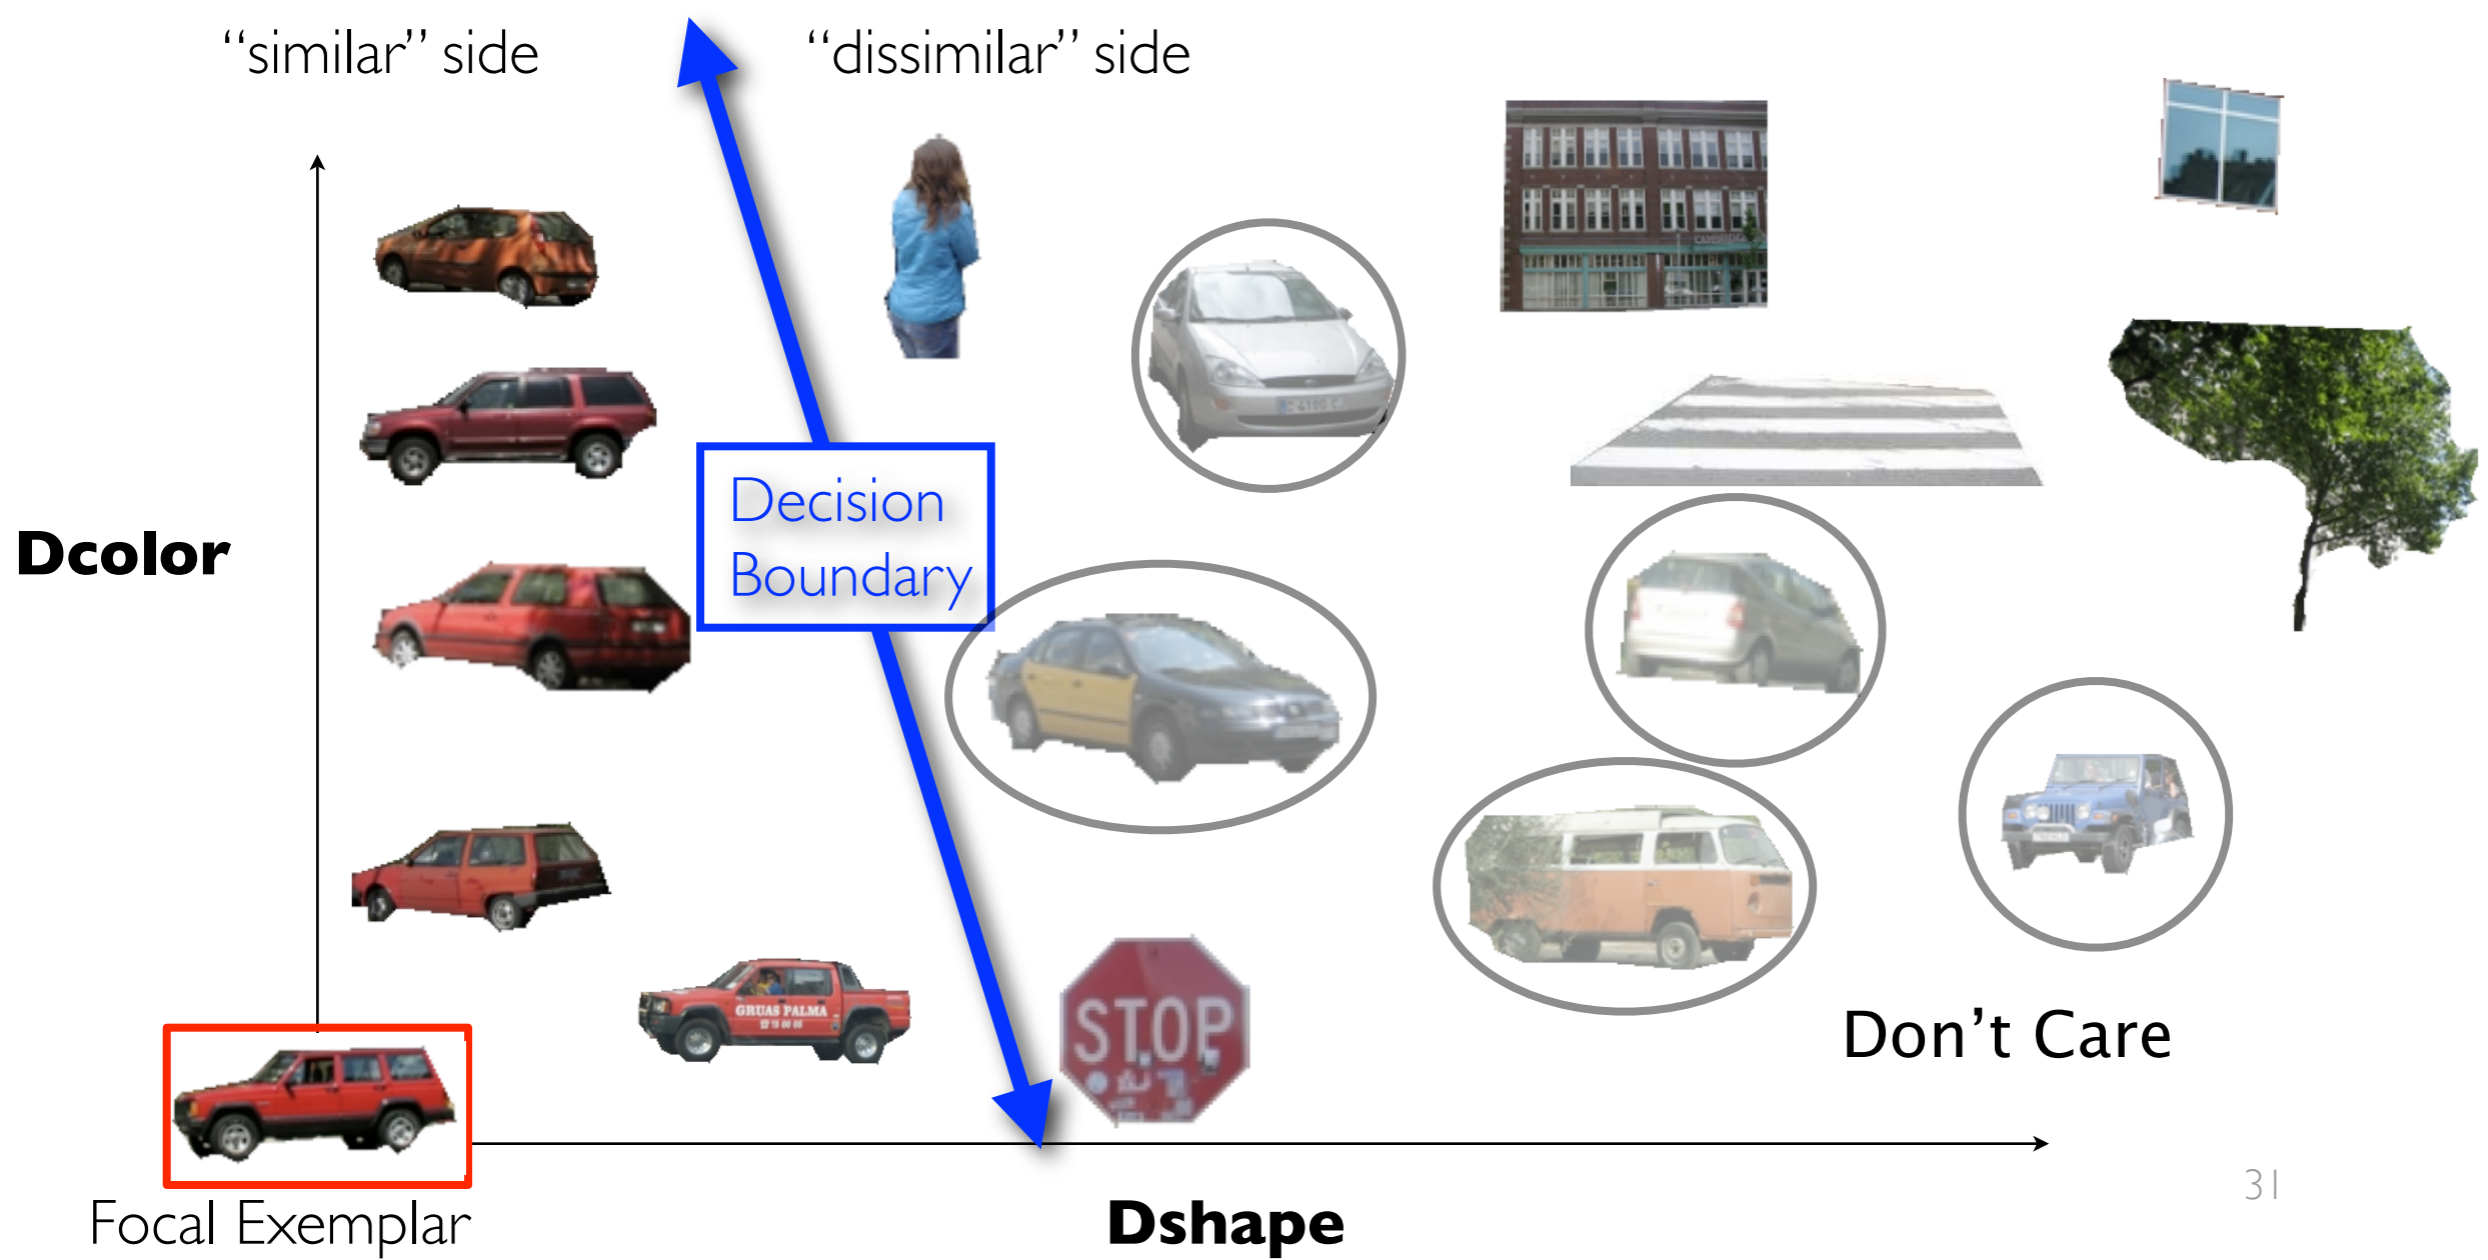 “similar” side
“dissimilar” side
Decision
Boundary
Dcolor
GRUAS PALMA
STOP
Don’t Care
Focal Exemplar
Dshape
31